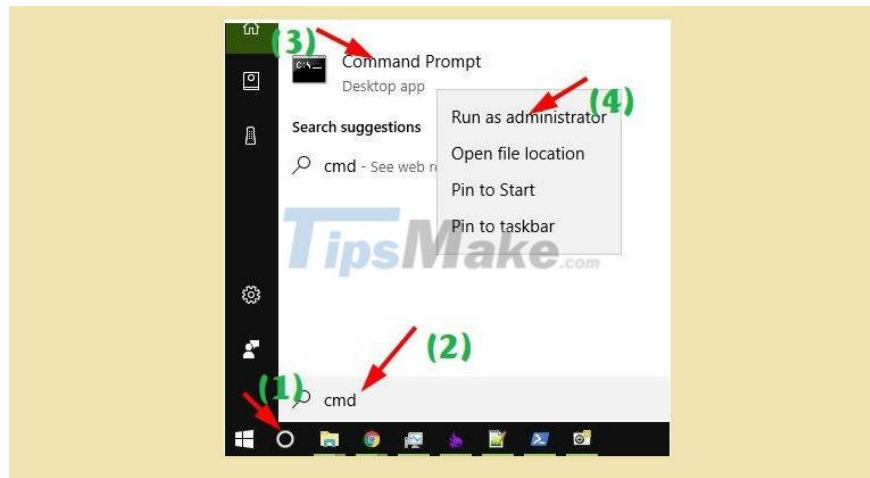 (3)
Command Prompt
Desktop app
(4)
Run as administrator
Search suggestions
Open file location
cmd - See web re
Pin to Start
Pin to taskbar
TipsMake.com
(2)
(1)
cmd